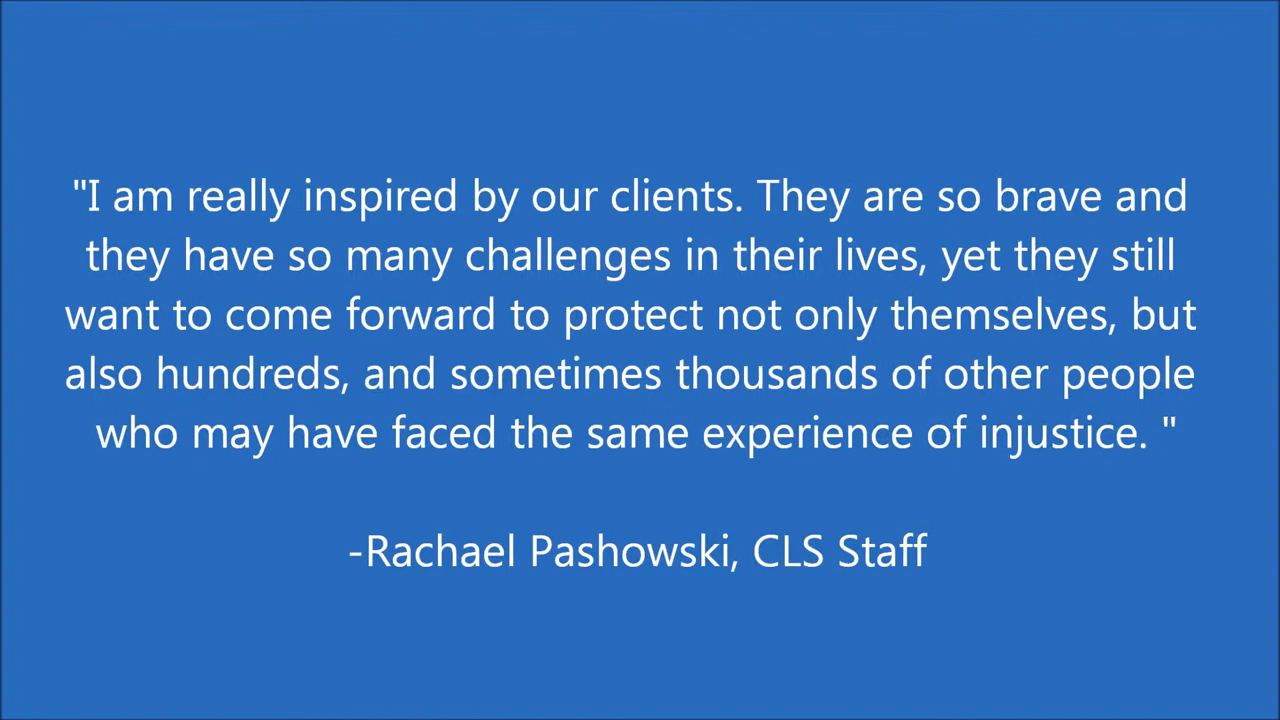 "I am really inspired by our clients. They are so brave and
they have so many challenges in their lives, yet they still
want to come forward to protect not only themselves, but
also hundreds, and sometimes thousands of other people
who may have faced the same experience of injustice. "
-Rachael Pashowski, CLS Staff